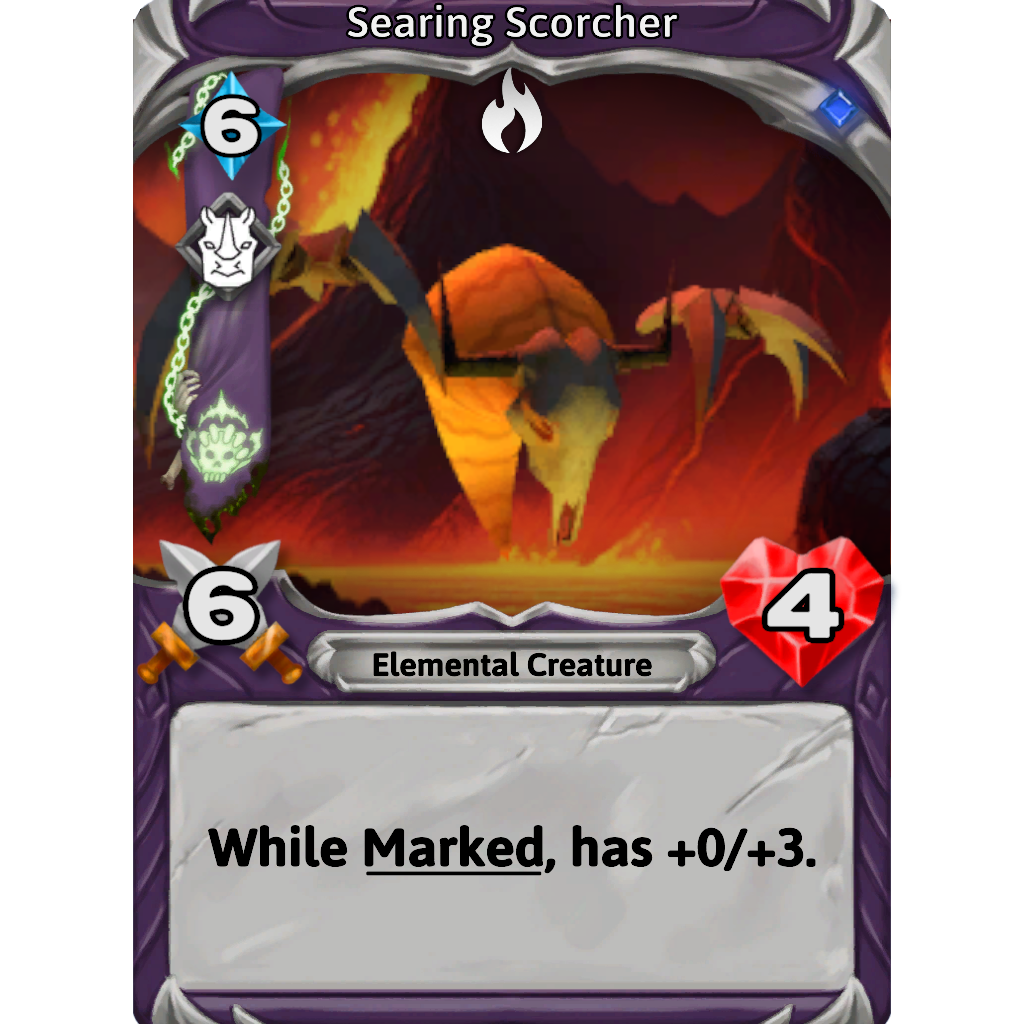 Searing Scorcher
6
6
4
Elemental Creature
While Marked, has +0/+3.